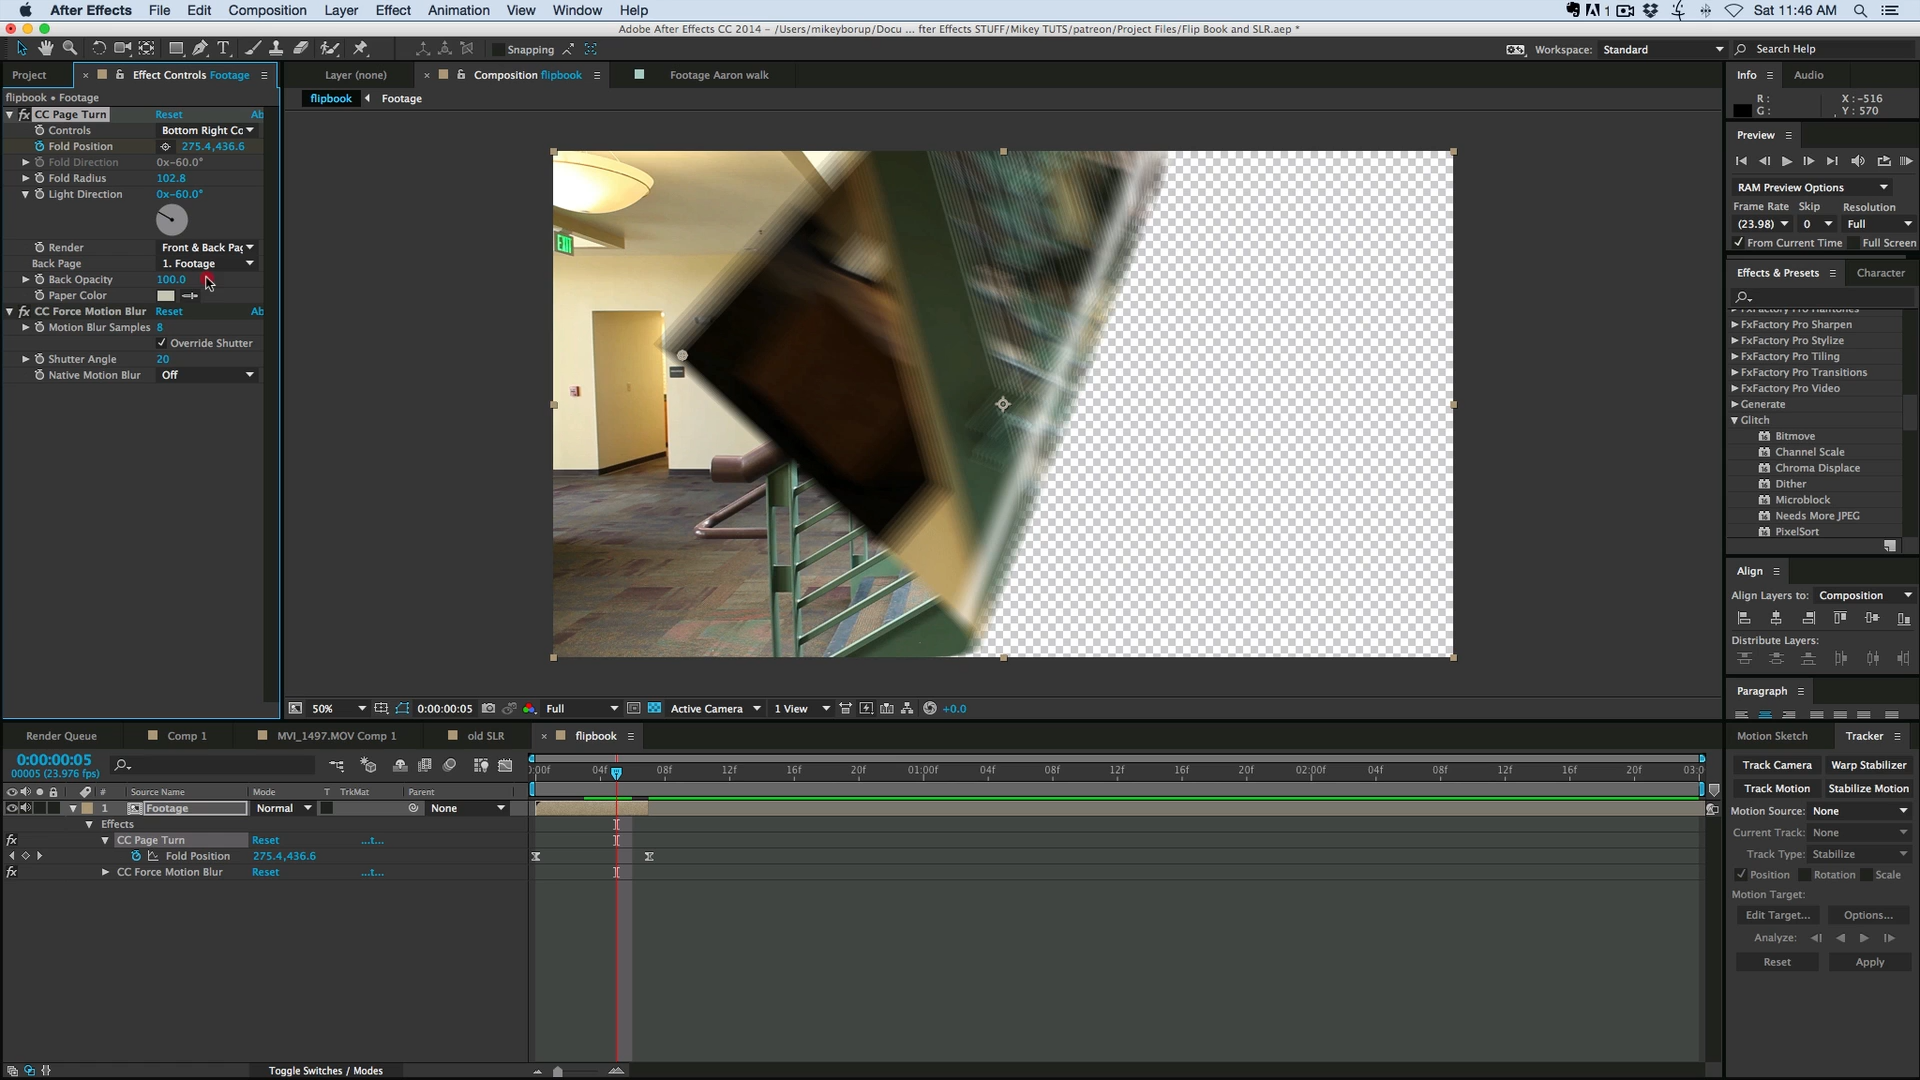 After Effects File Edit Composition Layer Effect Animation View Window Help 1 Sat 11:46 AM
Adobe After Effects CC 2014 – /Users/mikeyborup/Docu ... fter Effects STUFF/Mikey TUTS/patreon/Project Files/Flip Book and SLR.aep *
Snapping Workspace: Standard Search Help
Project × Effect Controls Footage Layer (none) × Composition flipbook Footage Aaron walk Info Audio
flipbook • Footage flipbook Footage R: X: -516
CC Page Turn Reset Ab G: Y: 570
Controls Bottom Right Cc
Fold Position 275.4,436.6 Preview
Fold Direction 0x-60.0°
Fold Radius 102.8 RAM Preview Options
Light Direction 0x-60.0° Frame Rate Skip Resolution
(23.98) 0 Full
Render Front & Back Pag From Current Time Full Screen
Back Page 1. Footage
Back Opacity 100.0 Effects & Presets Character
Paper Color
CC Force Motion Blur Reset Ab
Motion Blur Samples 8 FxFactory Pro Sharpen
Override Shutter FxFactory Pro Stylize
Shutter Angle 20 FxFactory Pro Tiling
Native Motion Blur Off FxFactory Pro Transitions
FxFactory Pro Video
Generate
Glitch
Bitmove
Channel Scale
Chroma Displace
Dither
Microblock
Needs More JPEG
PixelSort
EXIT
Align
Align Layers to: Composition
Distribute Layers:
Paragraph
50% 0:00:00:05 Full Active Camera 1 View +0.0
Render Queue Comp 1 MVI_1497.MOV Comp 1 old SLR × flipbook Motion Sketch Tracker
0:00:00:05 Track Camera Warp Stabilizer
00005 (23.976 fps) :00f 04f 08f 12f 16f 20f 01:00f 04f 08f 12f 16f 20f 02:00f 04f 08f 12f 16f 20f 03:0
# Source Name Mode T TrkMat Parent Track Motion Stabilize Motion
1 Footage Normal None Motion Source: None
Effects Current Track: None
CC Page Turn Reset ...t...
Fold Position 275.4,436.6 Track Type: Stabilize
CC Force Motion Blur Reset ...t... Position Rotation Scale
Motion Target:
Edit Target... Options...
Analyze:
Reset Apply
Toggle Switches / Modes